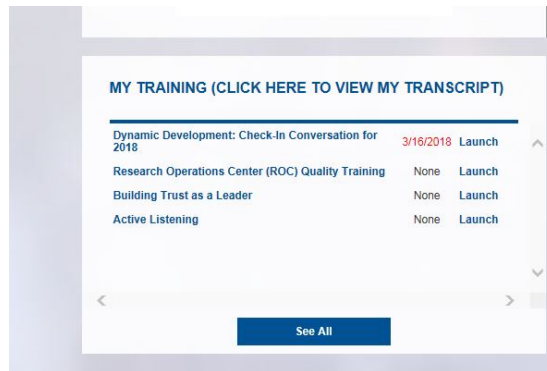 MY TRAINING (CLICK HERE TO VIEW MY TRANSCRIPT)
Dynamic Development: Check-In Conversation for
2018 3/16/2018 Launch
Research Operations Center (ROC) Quality Training None Launch
Building Trust as a Leader None Launch
Active Listening None Launch
See All